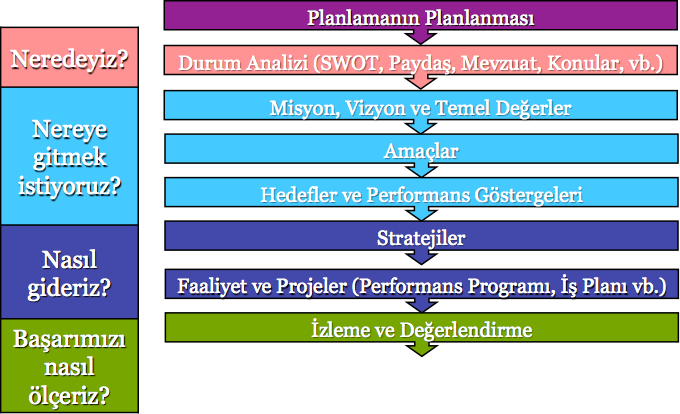 Planlamanın Planlanması
Neredeyiz?
Durum Analizi (SWOT, Paydaş, Mevzuat, Konular, vb.)
Nereye
gitmek
istiyoruz?
Misyon, Vizyon ve Temel Değerler
Amaçlar
Hedefler ve Performans Göstergeleri
Nasıl
gideriz?
Stratejiler
Faaliyet ve Projeler (Performans Programı, İş Planı vb.)
Başarımızı
nasıl
ölçeriz?
İzleme ve Değerlendirme